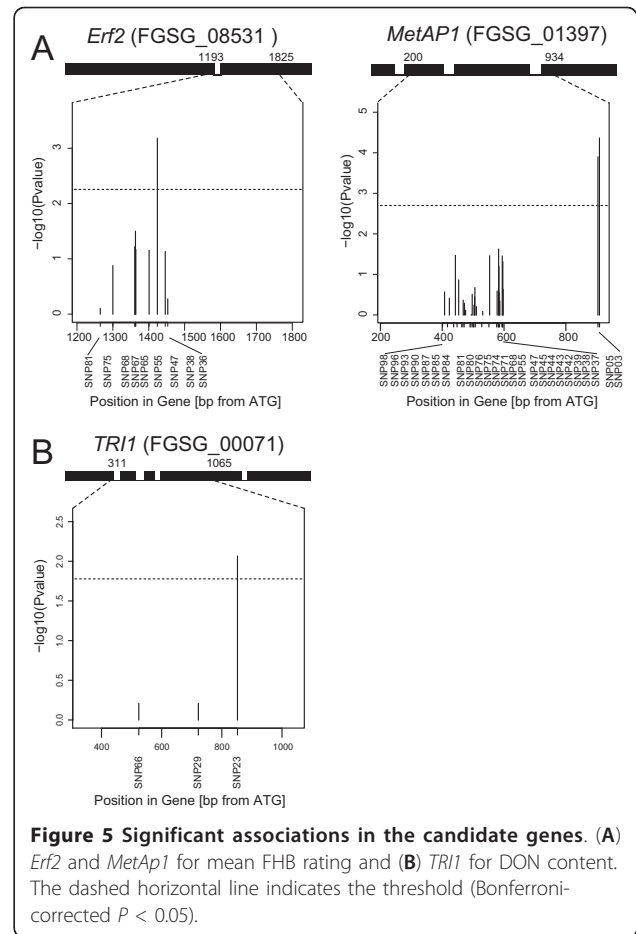 A
Erf2 (FGSG_08531 )
1193 1825
−log10(Pvalue)
3
2
1
0
1200 1300 1400 1500 1600 1700 1800
SNP81 SNP75 SNP68 SNP67 SNP65 SNP55 SNP47 SNP38 SNP36
Position in Gene [bp from ATG]
MetAP1 (FGSG_01397)
200 934
−log10(Pvalue)
5
4
3
2
1
0
200 400 600 800
SNP98 SNP96 SNP93 SNP90 SNP87 SNP85 SNP84 SNP81 SNP80 SNP76 SNP75 SNP74 SNP71 SNP68 SNP55 SNP47 SNP45 SNP44 SNP43 SNP42 SNP39 SNP38 SNP37 SNP05 SNP03
Position in Gene [bp from ATG]
B
TRI1 (FGSG_00071)
311 1065
−log10(Pvalue)
2.5
2.0
1.5
1.0
0.5
0.0
400 600 800 1000
SNP66 SNP29 SNP23
Position in Gene [bp from ATG]
Figure 5 Significant associations in the candidate genes. (A)
Erf2 and MetAp1 for mean FHB rating and (B) TRI1 for DON content.
The dashed horizontal line indicates the threshold (Bonferroni-
corrected P < 0.05).